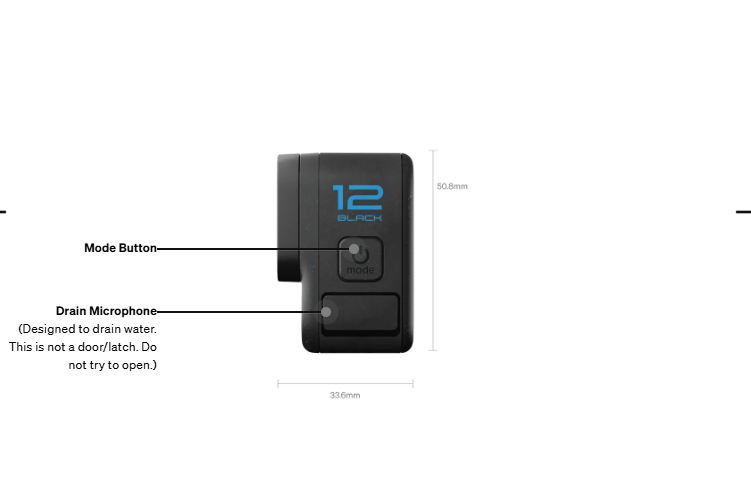 12
BLACK
50.8mm
Mode Button
mode
Drain Microphone
(Designed to drain water.
This is not a door/latch. Do
not try to open.)
33.6mm